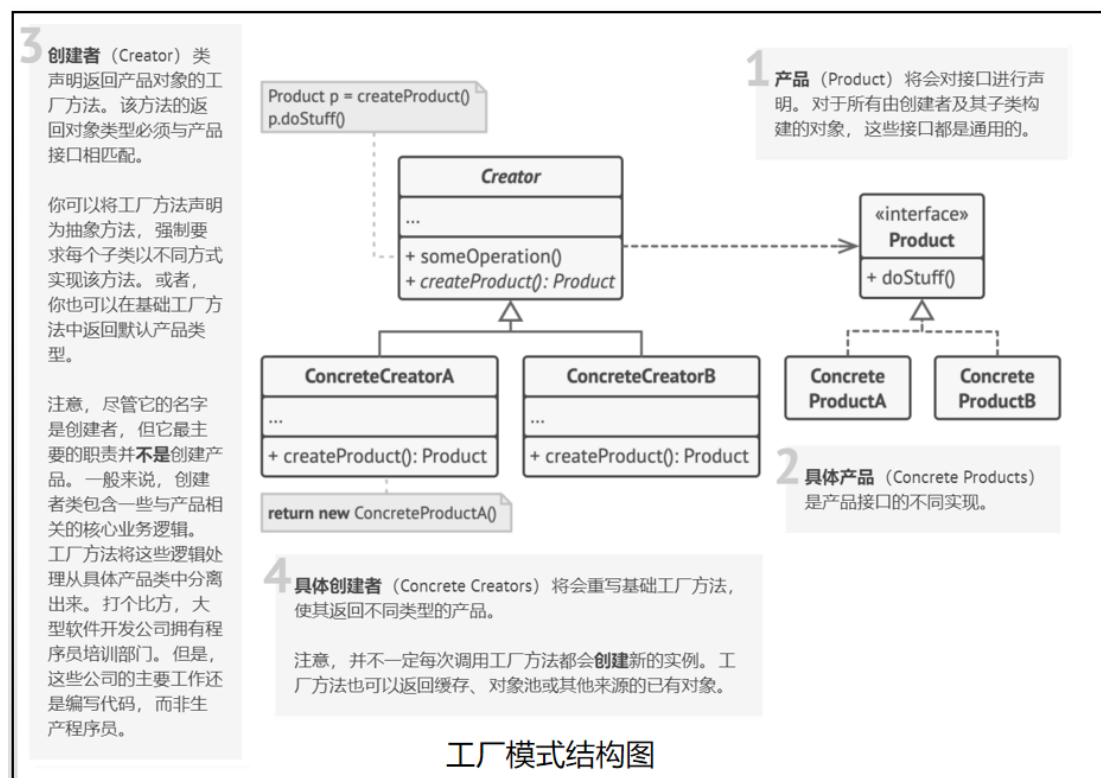 3
创建者（Creator）类
声明返回产品对象的工
厂方法。该方法的返
回对象类型必须与产品
接口相匹配。
你可以将工厂方法声明
为抽象方法，强制要
求每个子类以不同方式
实现该方法。或者，
你也可以在基础工厂方
法中返回默认产品类
型。
注意，尽管它的名字
是创建者，但它最主
要的职责并不是创建产
品。一般来说，创建
者类包含一些与产品相
关的核心业务逻辑。
工厂方法将这些逻辑处
理从具体产品类中分离
出来。打个比方，大
型软件开发公司拥有程
序员培训部门。但是，
这些公司的主要工作还
是编写代码，而非生
产程序员。
Product p = createProduct()
p.doStuff()
1
产品（Product）将会对接口进行声
明。对于所有由创建者及其子类构
建的对象，这些接口都是通用的。
Creator
...
+ someOperation()
+ createProduct(): Product
«interface»
Product
+ doStuff()
ConcreteCreatorA
...
+ createProduct(): Product
ConcreteCreatorB
...
+ createProduct(): Product
Concrete
ProductA
Concrete
ProductB
return new ConcreteProductA()
2
具体产品（Concrete Products）
是产品接口的不同实现。
4
具体创建者（Concrete Creators）将会重写基础工厂方法，
使其返回不同类型的产品。
注意，并不一定每次调用工厂方法都会创建新的实例。工
厂方法也可以返回缓存、对象池或其他来源的已有对象。
工厂模式结构图